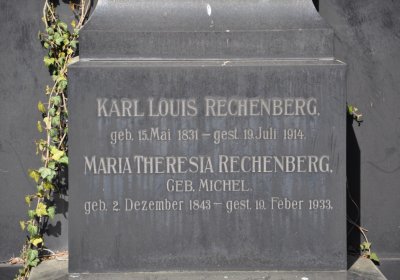 KARL LOUIS RECHENBERG,
geb. 15. Mai 1831 – gest. 19. Juli 1914.
MARIA THERESIA RECHENBERG,
GEB. MICHEL.
geb. 2. Dezember 1843 – gest. 10. Feber 1933.